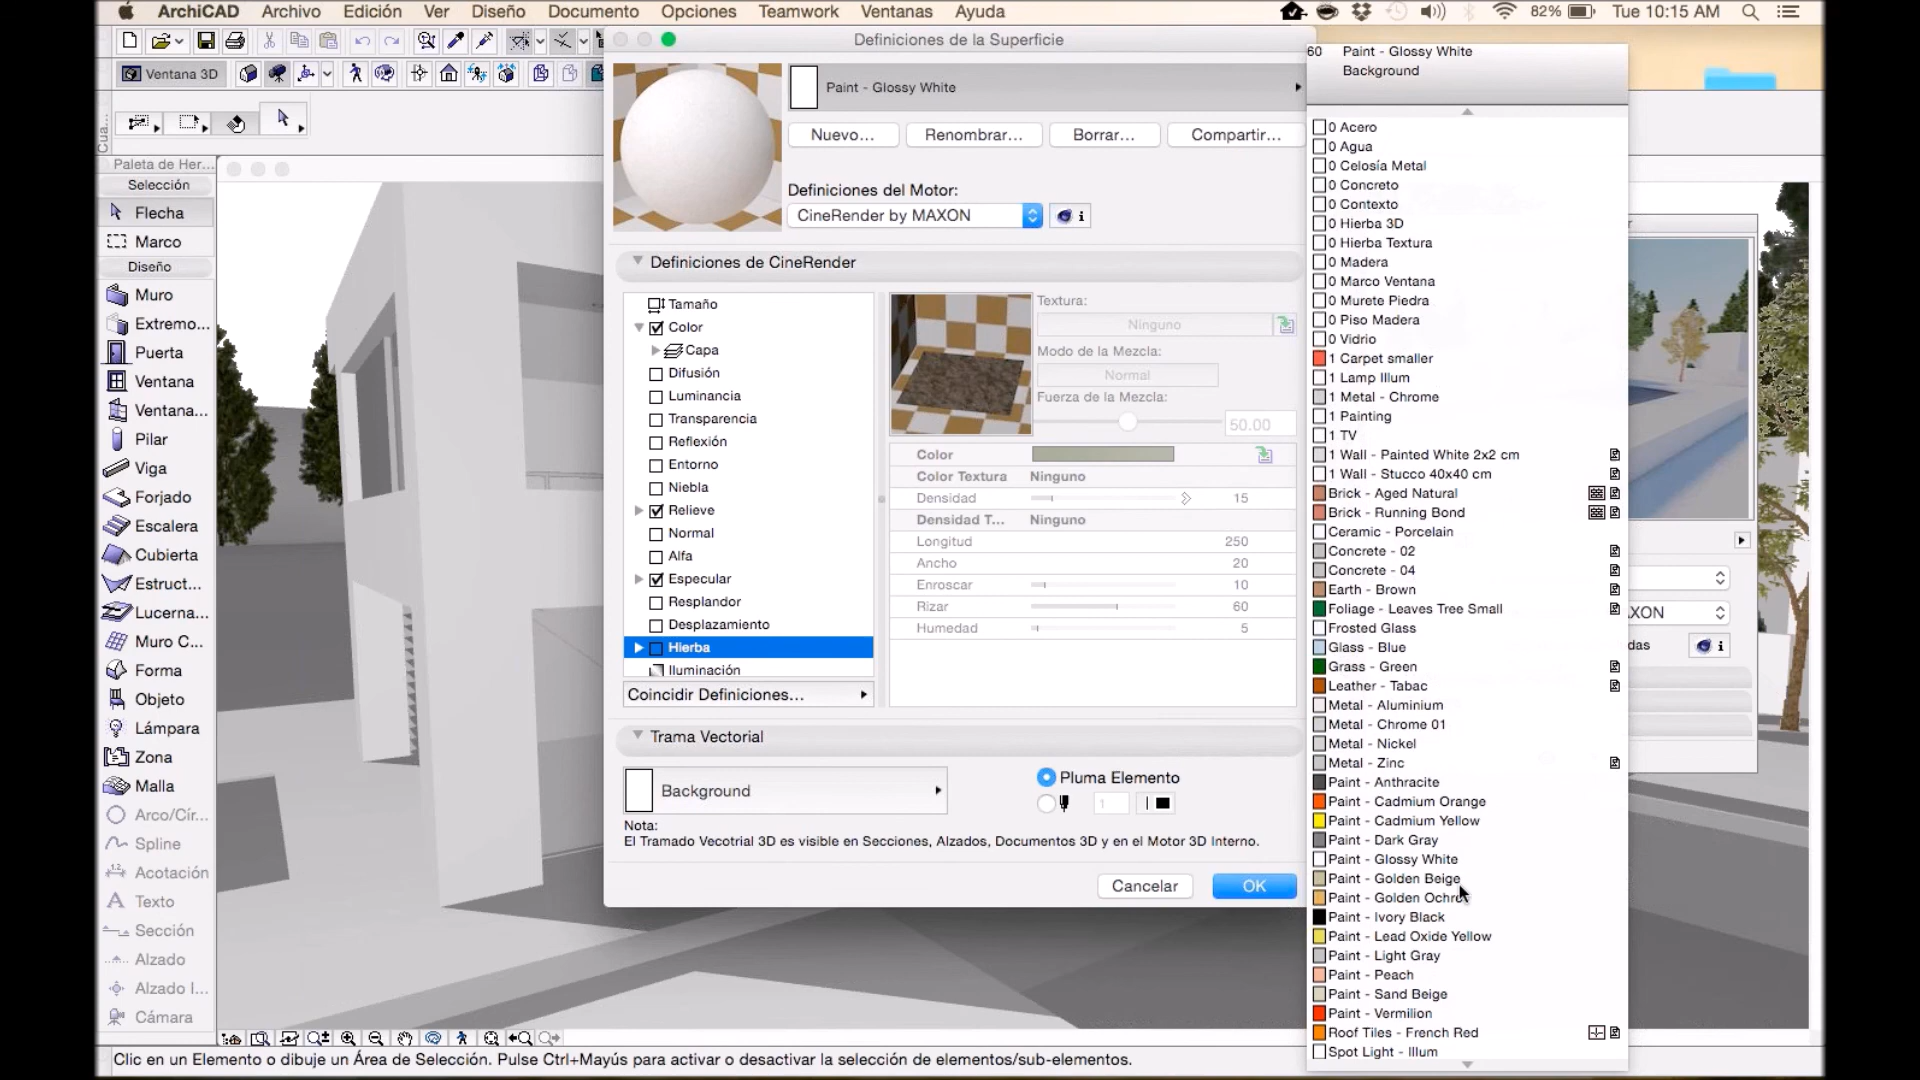 ArchiCAD Archivo Edición Ver Diseño Documento Opciones Teamwork Ventanas Ayuda 82% Tue 10:15 AM
Definiciones de la Superficie
Ventana 3D
Cua...
Paleta de Her...
Selección
Flecha
Marco
Diseño
Muro
Extremo...
Puerta
Ventana
Ventana...
Pilar
Viga
Forjado
Escalera
Cubierta
Estruct...
Lucerna...
Muro C...
Forma
Objeto
Lámpara
Zona
Malla
Arco/Cír...
Spline
Acotación
Texto
Sección
Alzado
Alzado I...
Cámara
Paint - Glossy White
Nuevo... Renombrar... Borrar... Compartir...
Definiciones del Motor:
CineRender by MAXON
Definiciones de CineRender
Tamaño
Color
Capa
Difusión
Luminancia
Transparencia
Reflexión
Entorno
Niebla
Relieve
Normal
Alfa
Especular
Resplandor
Desplazamiento
Hierba
Iluminación
Coincidir Definiciones...
Textura:
Ninguno
Modo de la Mezcla:
Normal
Fuerza de la Mezcla:
50.00
Color
Color Textura Ninguno
Densidad 15
Densidad T... Ninguno
Longitud 250
Ancho 20
Enroscar 10
Rizar 60
Humedad 5
Trama Vectorial
Background
Pluma Elemento
1
Nota:
El Tramado Vecotrial 3D es visible en Secciones, Alzados, Documentos 3D y en el Motor 3D Interno.
Cancelar OK
60 Paint - Glossy White
Background
0 Acero
0 Agua
0 Celosía Metal
0 Concreto
0 Contexto
0 Hierba 3D
0 Hierba Textura
0 Madera
0 Marco Ventana
0 Murete Piedra
0 Piso Madera
0 Vidrio
1 Carpet smaller
1 Lamp Illum
1 Metal - Chrome
1 Painting
1 TV
1 Wall - Painted White 2x2 cm
1 Wall - Stucco 40x40 cm
Brick - Aged Natural
Brick - Running Bond
Ceramic - Porcelain
Concrete - 02
Concrete - 04
Earth - Brown
Foliage - Leaves Tree Small
Frosted Glass
Glass - Blue
Grass - Green
Leather - Tabac
Metal - Aluminium
Metal - Chrome 01
Metal - Nickel
Metal - Zinc
Paint - Anthracite
Paint - Cadmium Orange
Paint - Cadmium Yellow
Paint - Dark Gray
Paint - Glossy White
Paint - Golden Beige
Paint - Golden Ochre
Paint - Ivory Black
Paint - Lead Oxide Yellow
Paint - Light Gray
Paint - Peach
Paint - Sand Beige
Paint - Vermilion
Roof Tiles - French Red
Spot Light - Illum
AXON
das
Clic en un Elemento o dibuje un Área de Selección. Pulse Ctrl+Mayús para activar o desactivar la selección de elementos/sub-elementos.